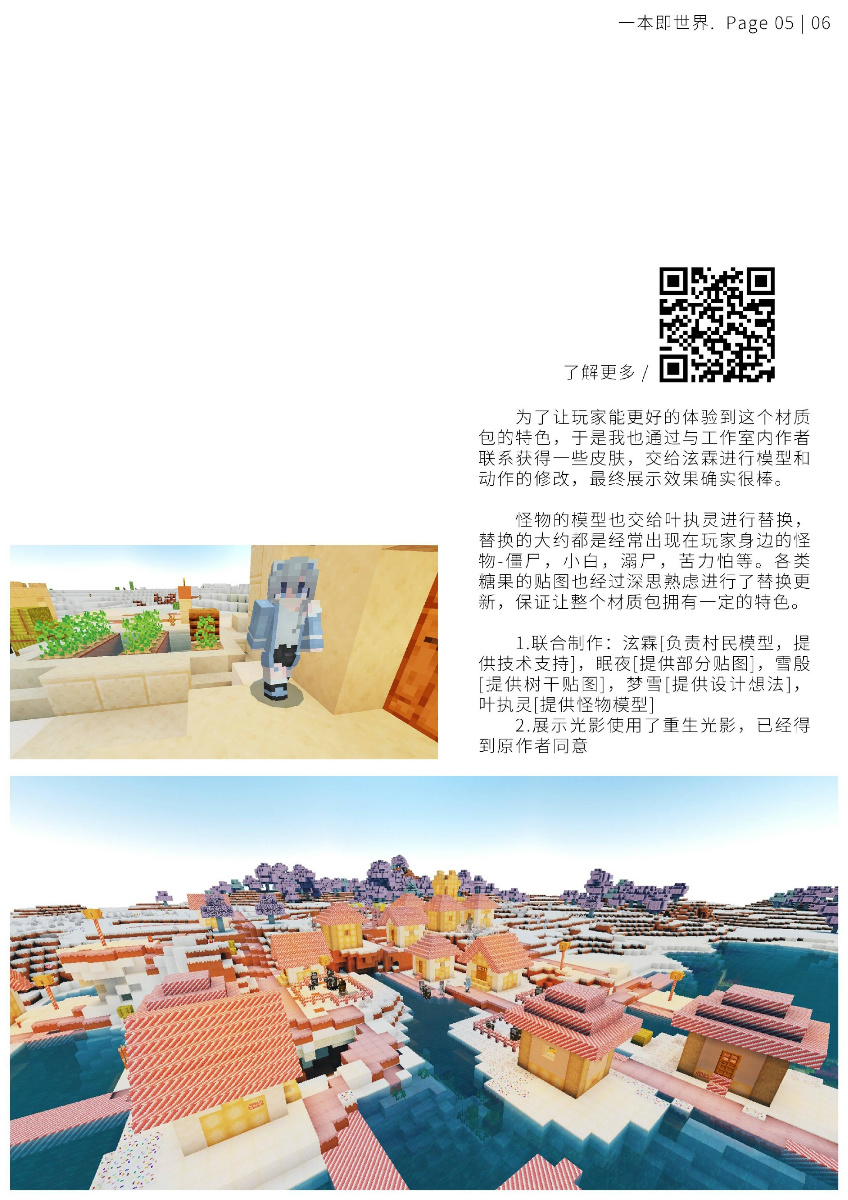 一本即世界. Page 05 | 06
了解更多 /
为了让玩家能更好的体验到这个材质
包的特色，于是我也通过与工作室内作者
联系获得一些皮肤，交给泫霖进行模型和
动作的修改，最终展示效果确实很棒。
怪物的模型也交给叶执灵进行替换，
替换的大约都是经常出现在玩家身边的怪
物-僵尸，小白，溺尸，苦力怕等。各类
糖果的贴图也经过深思熟虑进行了替换更
新，保证让整个材质包拥有一定的特色。
1.联合制作：泫霖[负责村民模型，提
供技术支持]，眠夜[提供部分贴图]，雪殷
[提供树干贴图]，梦雪[提供设计想法]，
叶执灵[提供怪物模型]
2.展示光影使用了重生光影，已经得
到原作者同意